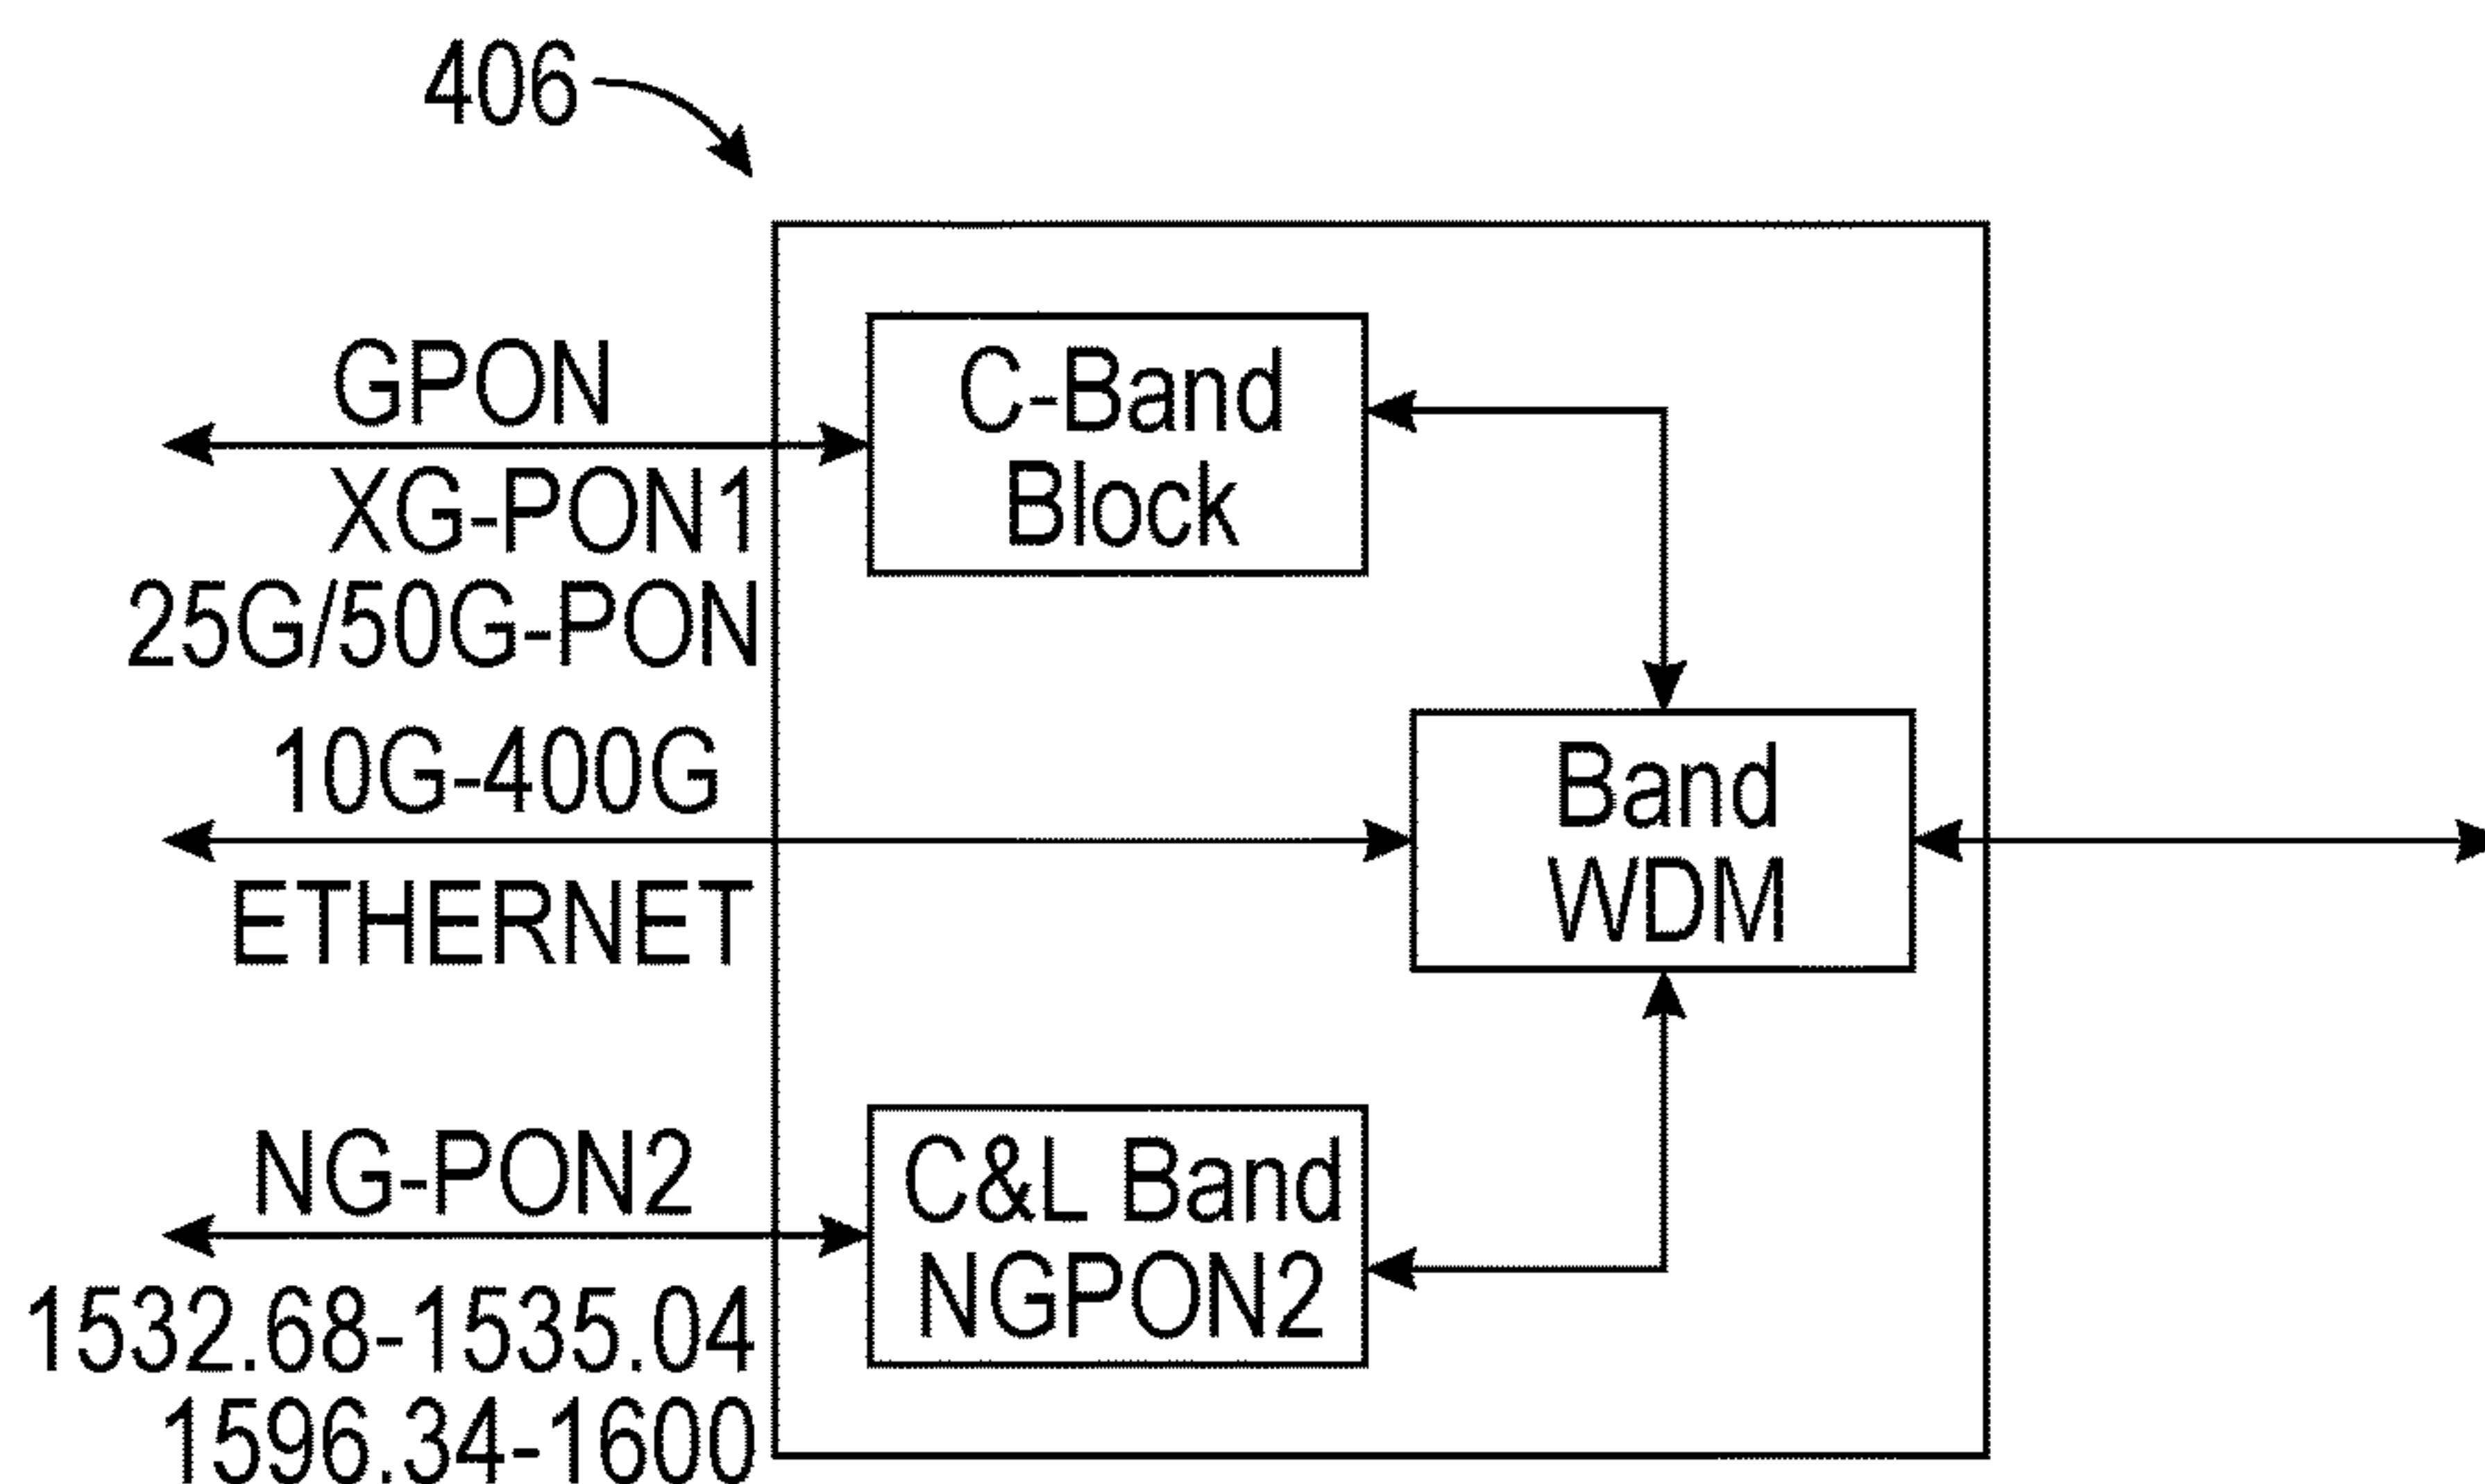 406
GPON
XG-PON1
25G/50G-PON
C-Band
Block
10G-400G
ETHERNET
Band
WDM
NG-PON2
1532.68-1535.04
1596.34-1600
C&L Band
NGPON2